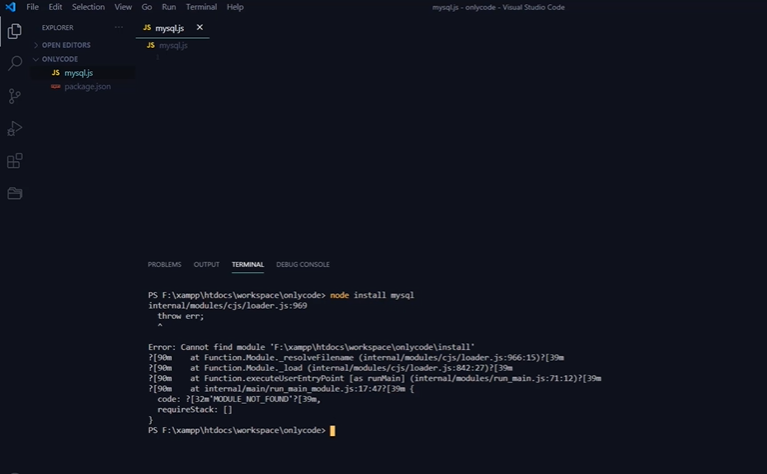 File Edit Selection View Go Run Terminal Help
mysql.js - onlycode - Visual Studio Code
EXPLORER ···
OPEN EDITORS
ONLYCODE
JS mysql.js
package.json
JS mysql.js ✕
JS mysql.js
1
PROBLEMS OUTPUT TERMINAL DEBUG CONSOLE
PS F:\xampp\htdocs\workspace\onlycode> node install mysql
internal/modules/cjs/loader.js:969
throw err;
^
Error: Cannot find module 'F:\xampp\htdocs\workspace\onlycode\install'
?[90m    at Function.Module._resolveFilename (internal/modules/cjs/loader.js:966:15)?[39m
?[90m    at Function.Module._load (internal/modules/cjs/loader.js:842:27)?[39m
?[90m    at Function.executeUserEntryPoint [as runMain] (internal/modules/run_main.js:71:12)?[39m
?[90m    at internal/main/run_main_module.js:17:47?[39m {
code: ?[32m'MODULE_NOT_FOUND'?[39m,
requireStack: []
}
PS F:\xampp\htdocs\workspace\onlycode>